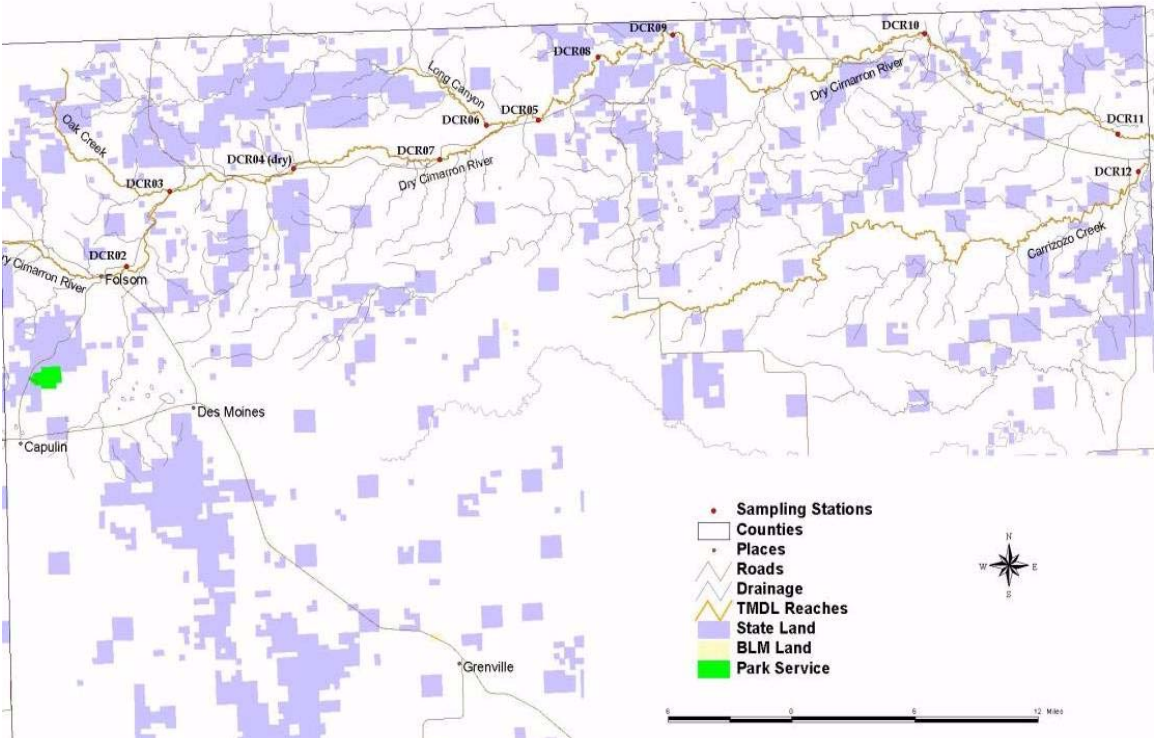 DCR09
DCR10
DCR08
Long Canyon
Dry Cimarron River
DCR05
DCR06
DCR11
Oak Creek
DCR07
DCR04 (dry)
Dry Cimarron River
DCR12
DCR03
Carrizozo Creek
DCR02
ry Cimarron River
Folsom
Des Moines
Capulin
Grenville
Sampling Stations
Counties
Places
Roads
Drainage
TMDL Reaches
State Land
BLM Land
Park Service
N
W E
S
6 0 6 12 Miles